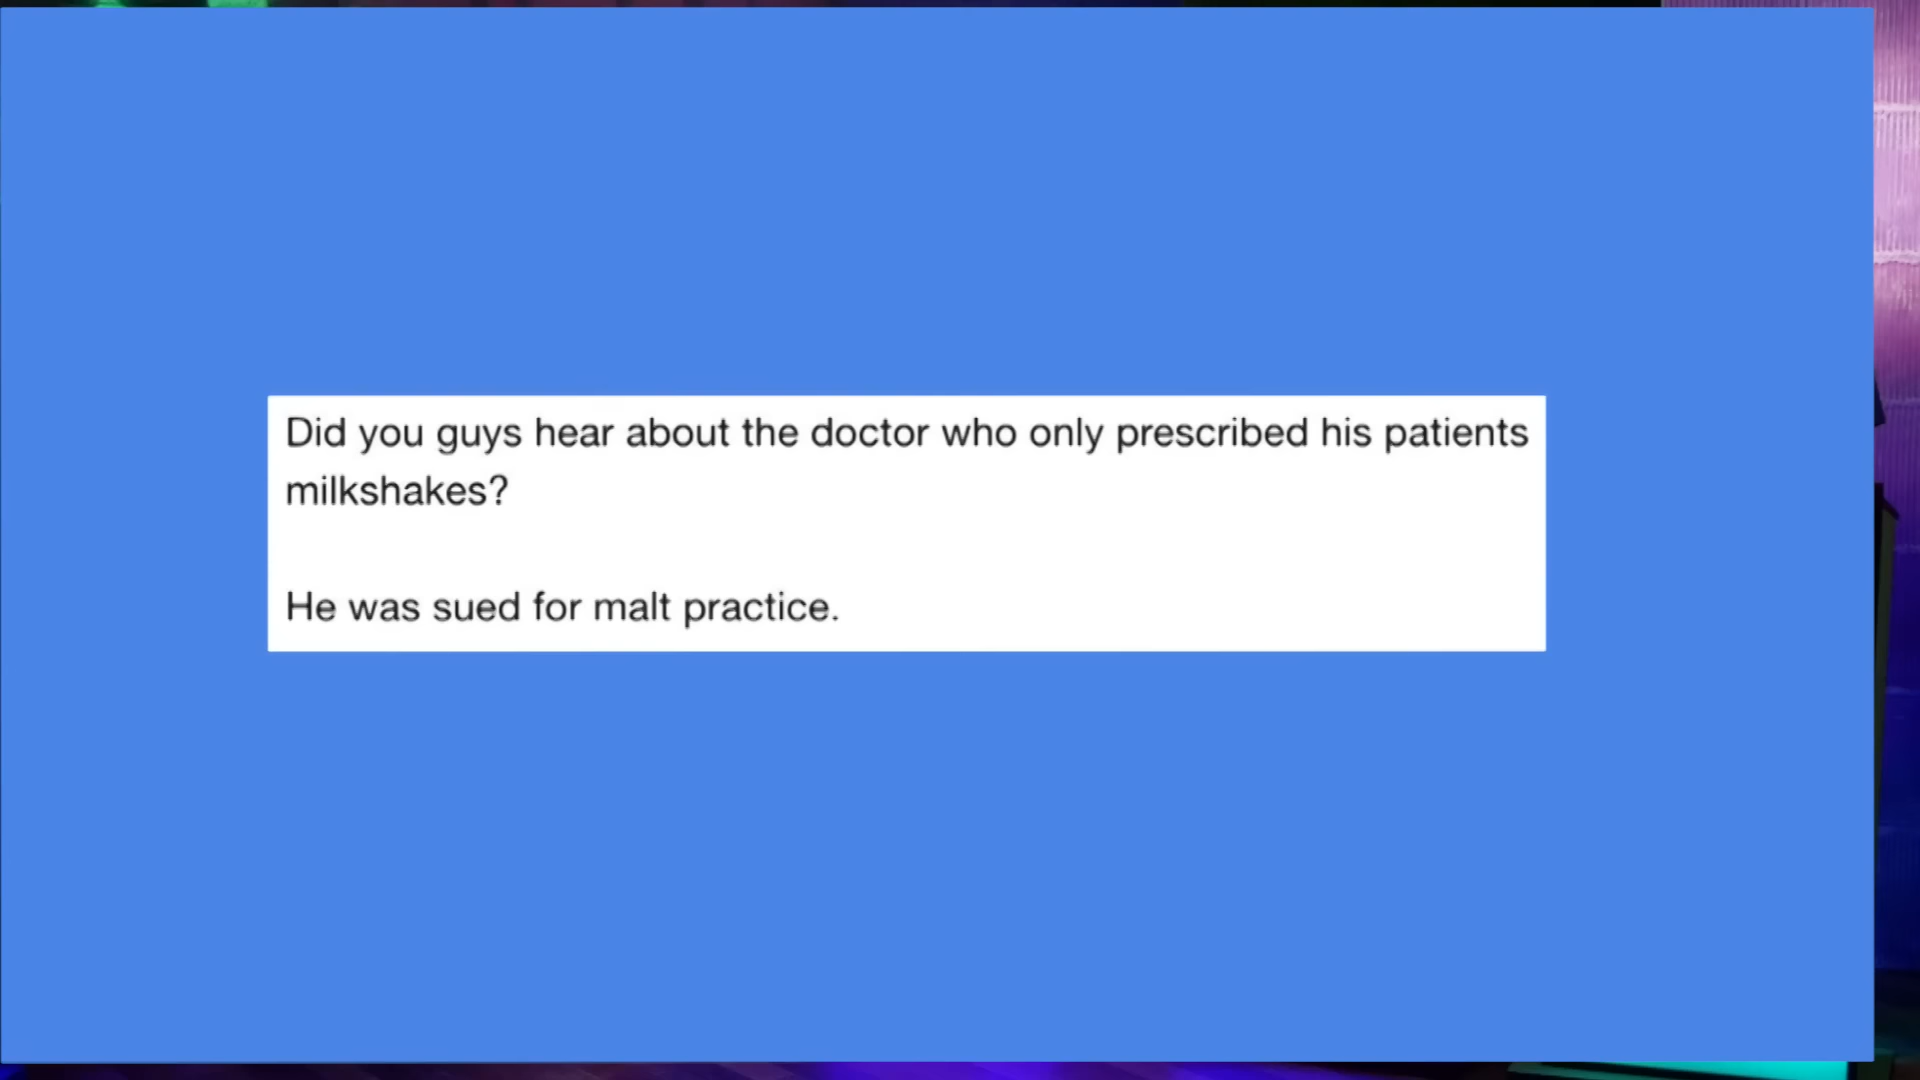 Did you guys hear about the doctor who only prescribed his patients
milkshakes?
He was sued for malt practice.